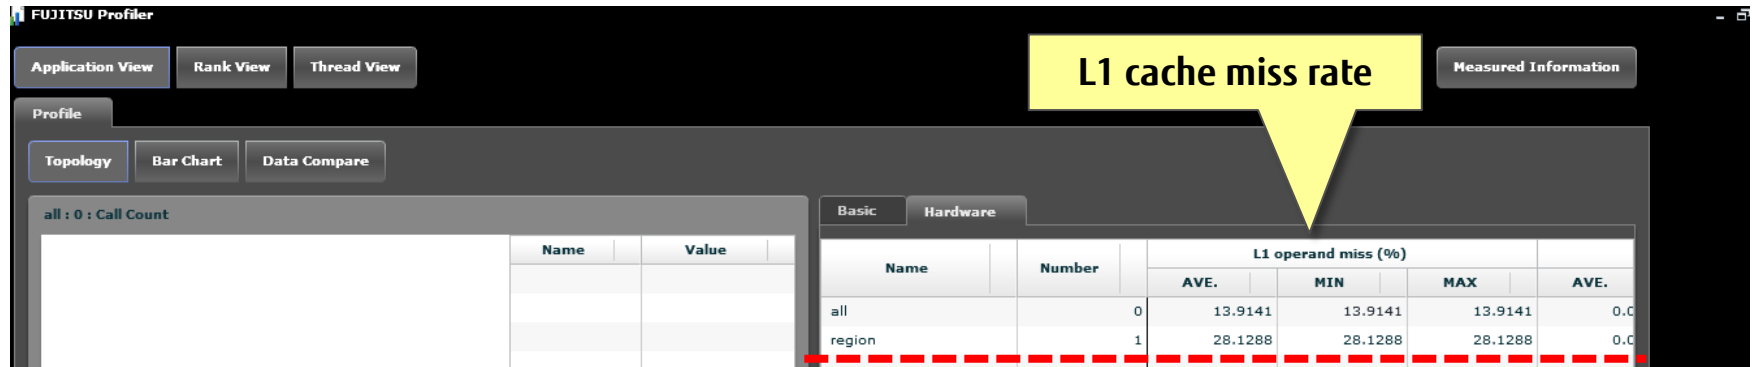 FUJITSU Profiler
Application View Rank View Thread View
L1 cache miss rate
Measured Information
Profile
Topology Bar Chart Data Compare
all : 0 : Call Count
Name Value
Basic Hardware
Name Number L1 operand miss (%)
AVE. MIN MAX AVE.
all 0 13.9141 13.9141 13.9141
region 1 28.1288 28.1288 28.1288